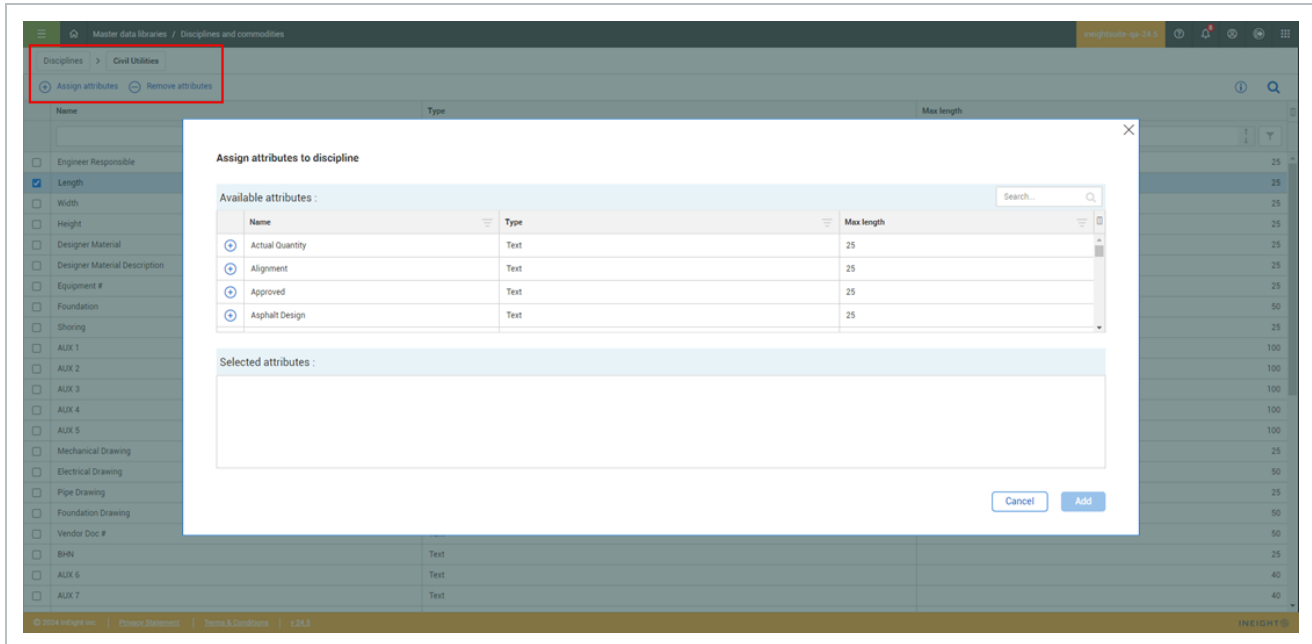 Master data libraries / Disciplines and commodities
Disciplines > Civil Utilities
Assign attributes Remove attributes
Name Type Max length
Engineer Responsible 25
Length 25
Width 25
Height 25
Designer Material 25
Designer Material Description 25
Equipment # 25
Foundation 50
Shoring 25
AUX 1 100
AUX 2 100
AUX 3 100
AUX 4 100
AUX 5 100
Mechanical Drawing 25
Electrical Drawing 50
Pipe Drawing 25
Foundation Drawing 50
Vendor Doc # 50
BHN Text 25
AUX 6 Text 40
AUX 7 Text 40
Assign attributes to discipline
Available attributes :
Search...
Name Type Max length
Actual Quantity Text 25
Alignment Text 25
Approved Text 25
Asphalt Design Text 25
Selected attributes :
Cancel Add
© 2024 InEight Inc. | Privacy Statement | Terms & Conditions | v 24.5
INEIGHT